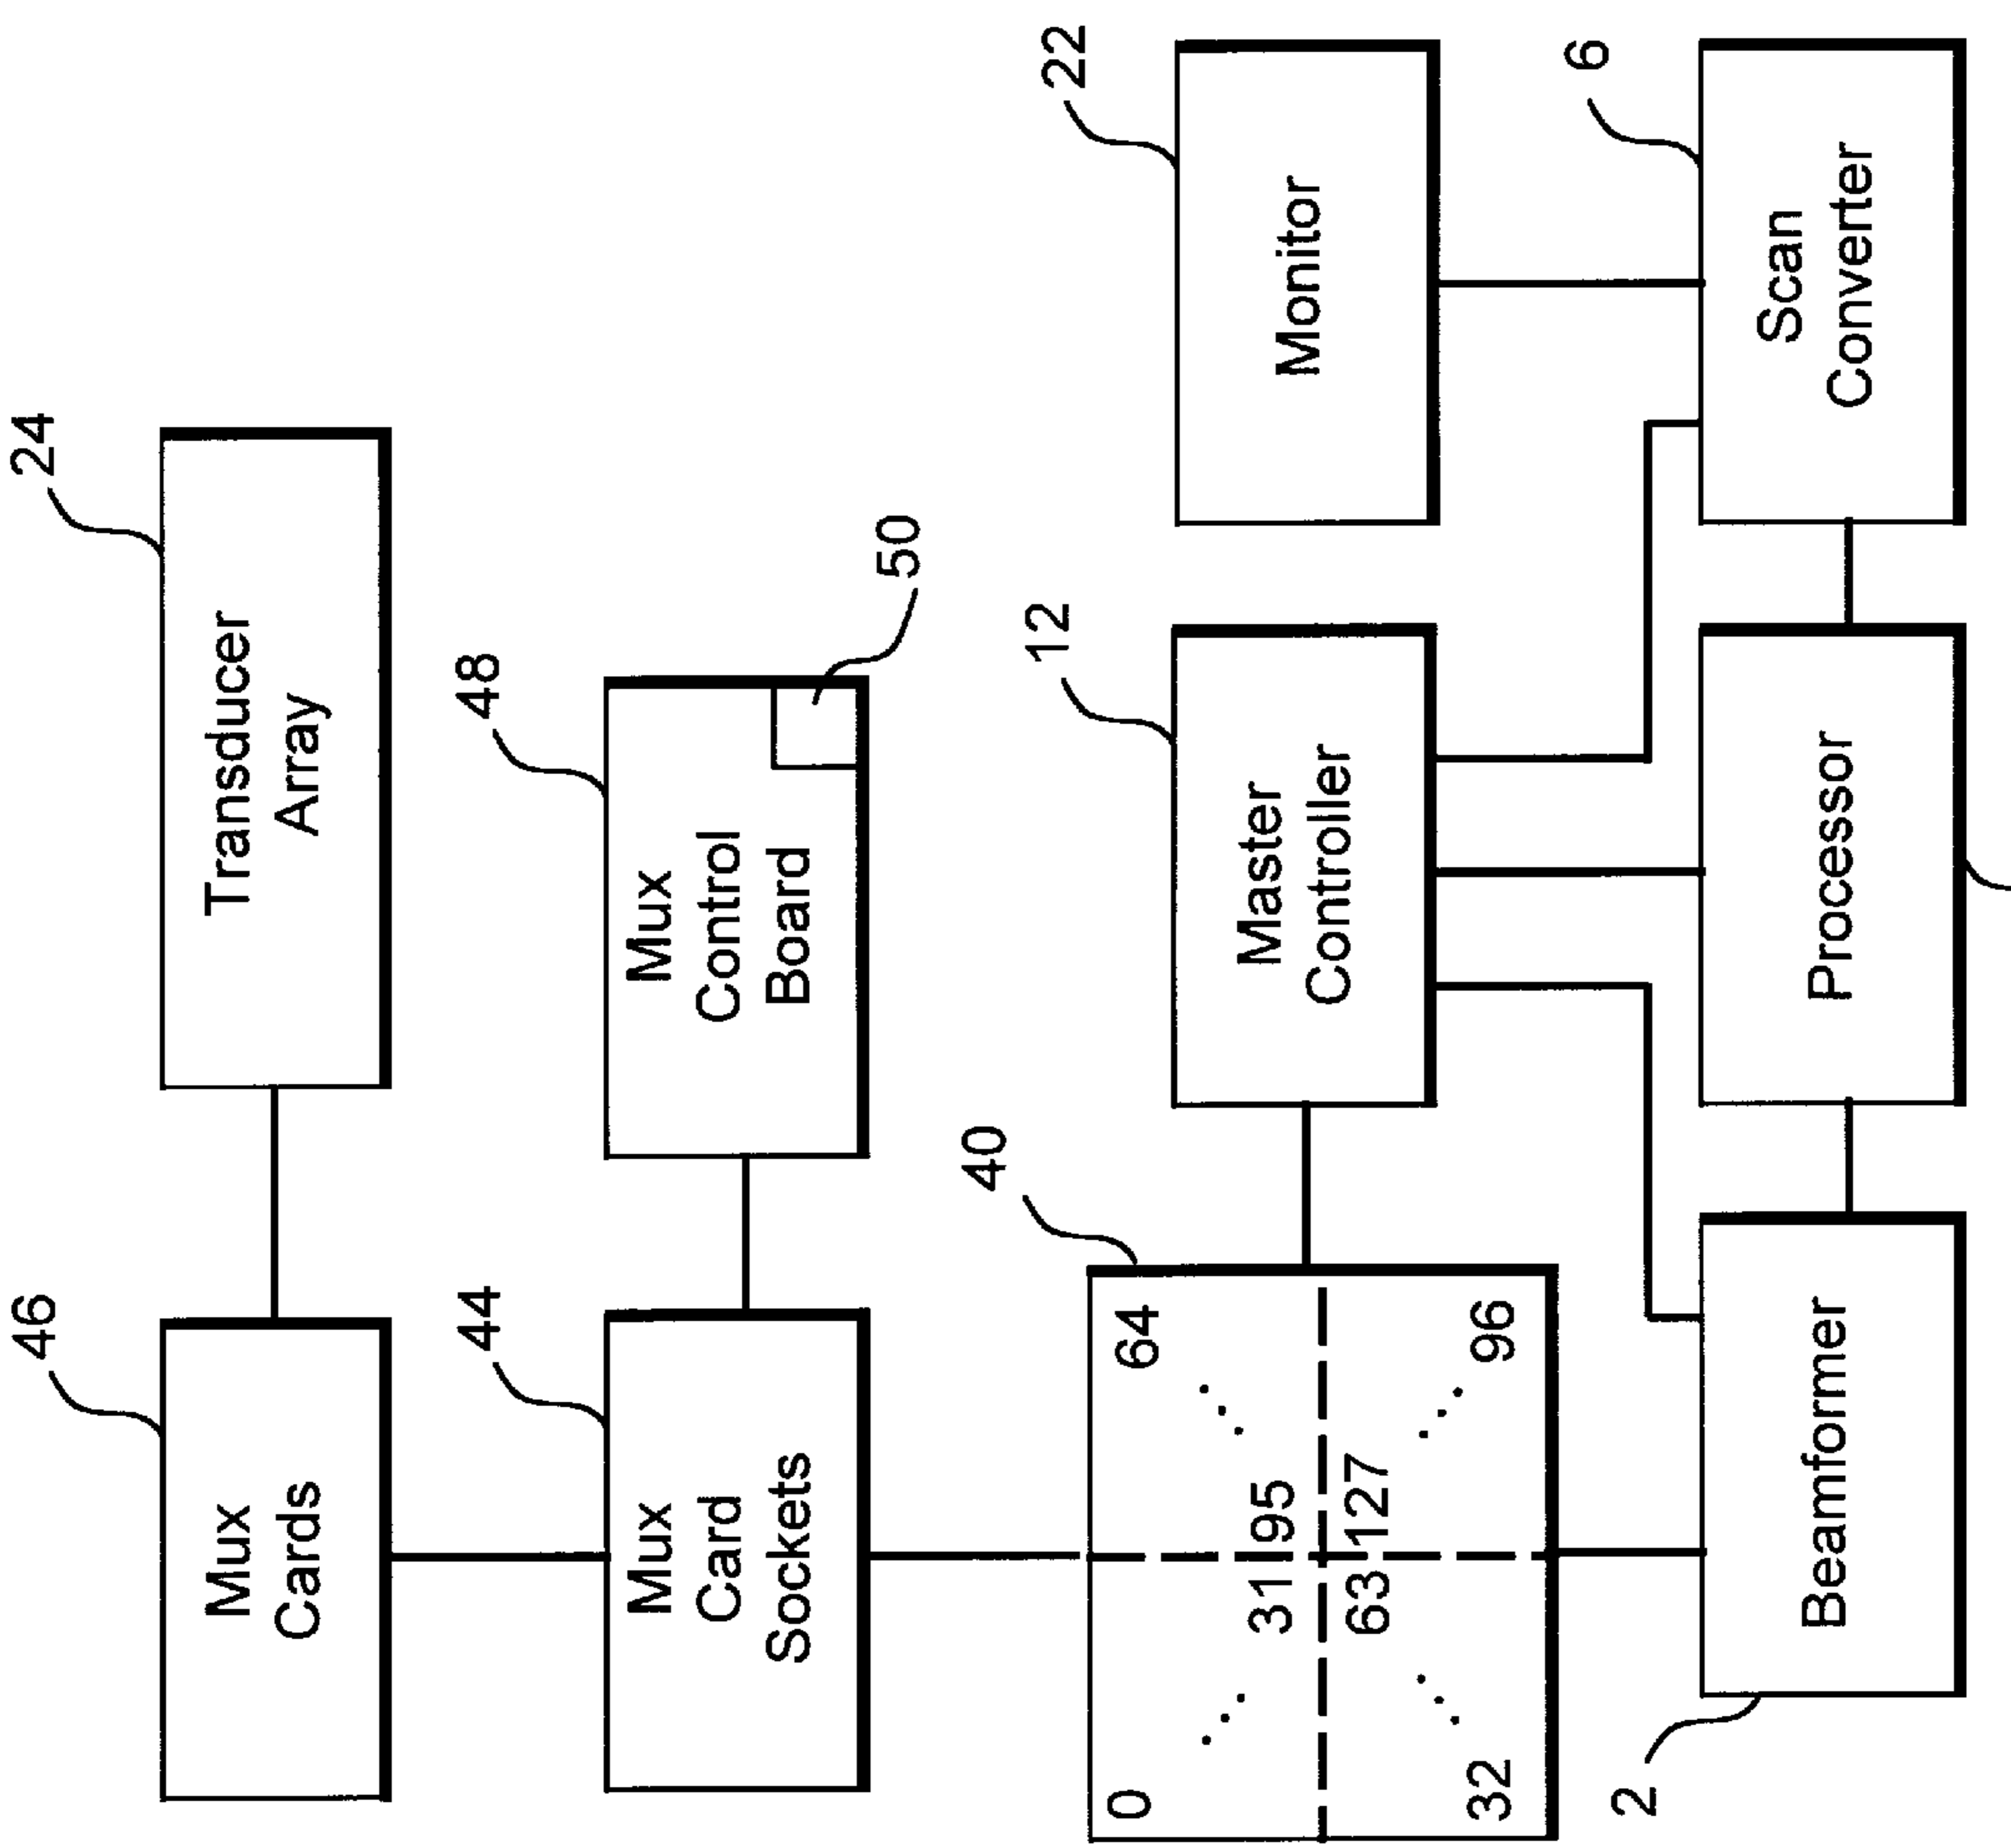 46
24
Mux
Cards
Transducer
Array
44
48
Mux
Card
Sockets
Mux
Control
Board
50
40
12
22
0
64
31 95
63 127
32
96
Master
Controller
Monitor
2
6
Beamformer
Processor
Scan
Converter